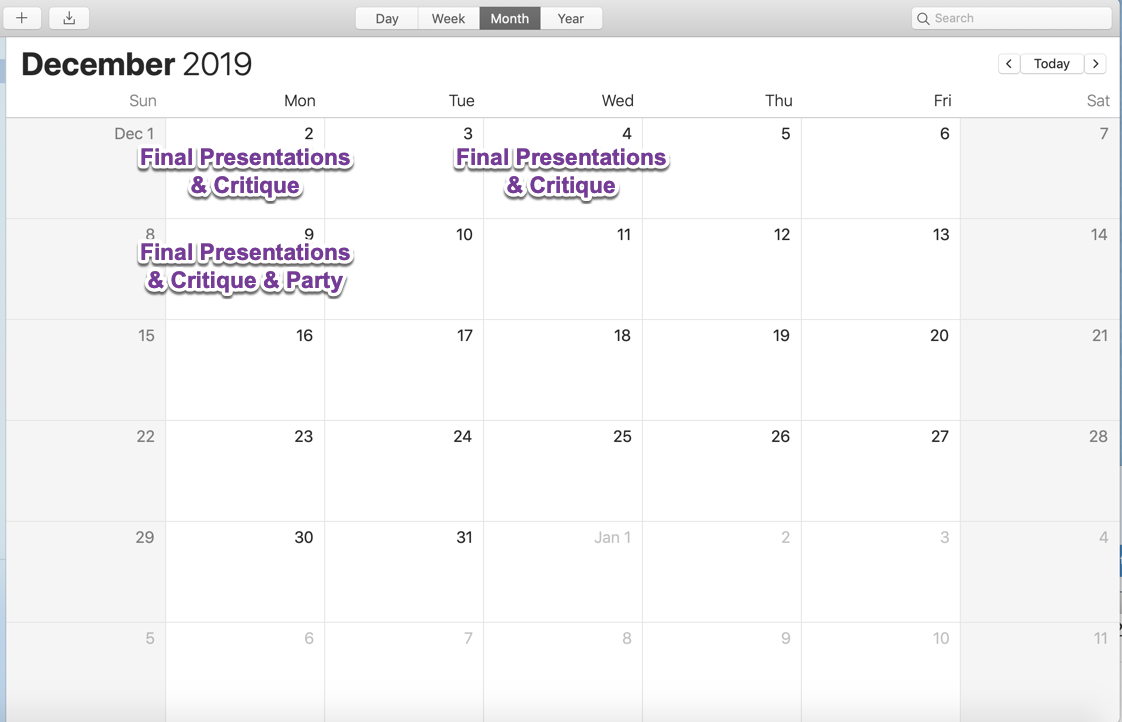 Day Week Month Year Search
December 2019
Today
Sun Mon Tue Wed Thu Fri Sat
Dec 1 2 3 4 5 6 7
Final Presentations Final Presentations
& Critique & Critique
8 9 10 11 12 13 14
Final Presentations
& Critique & Party
15 16 17 18 19 20 21
22 23 24 25 26 27 28
29 30 31 Jan 1 2 3 4
5 6 7 8 9 10 11